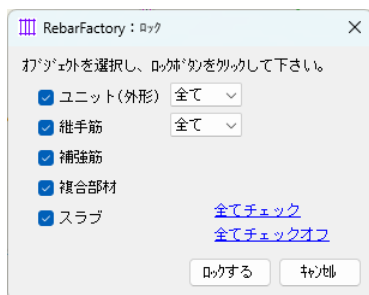 RebarFactory：ﾛｯｸ
ｵﾌﾞｼﾞｪｸﾄを選択し、ﾛｯｸﾎﾞﾀﾝをｸﾘｯｸして下さい。
ユニット(外形) 全て
継手筋 全て
補強筋
複合部材
スラブ
全てチェック
全てチェックオフ
ﾛｯｸする ｷｬﾝｾﾙ